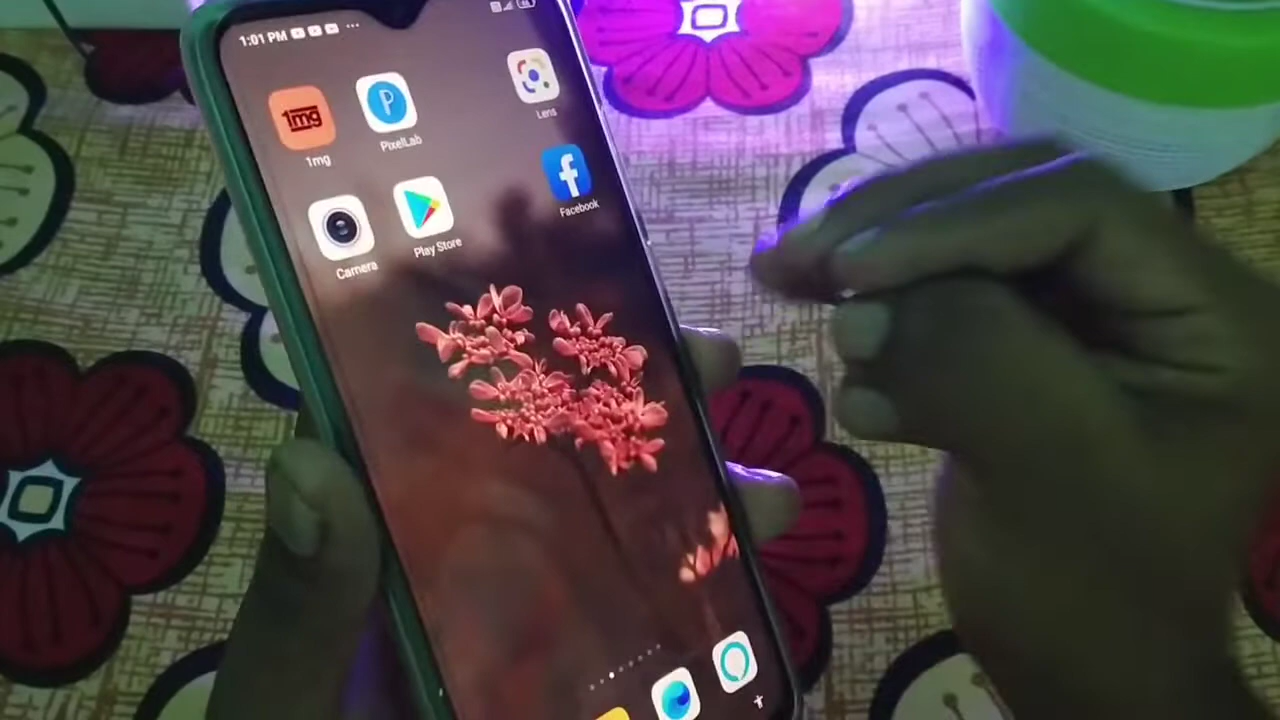 1:01 PM
1mg
P
Lens
1mg
PixelLab
f
Facebook
Camera
Play Store